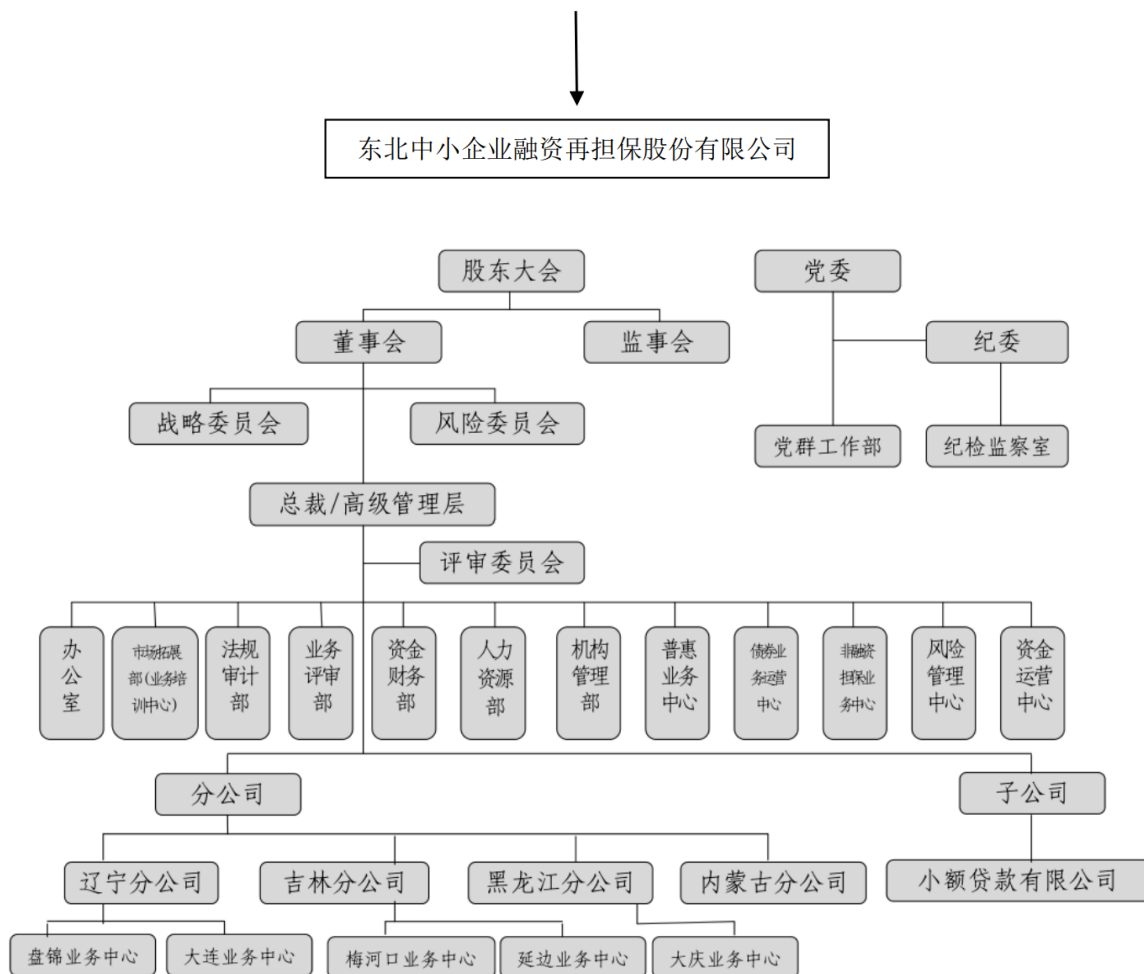 东北中小企业融资再担保股份有限公司
股东大会
党委
董事会
监事会
纪委
战略委员会
风险委员会
党群工作部
纪检监察室
总裁/高级管理层
评审委员会
办
公
室
市场拓展
部(业务培
训中心)
法规
审计
部
业务
评审
部
资金
财务
部
人力
资源
部
机构
管理
部
普惠
业务
中心
债券业
务运营
中心
非融资
担保业
务中心
风险
管理
中心
资金
运营
中心
分公司
子公司
辽宁分公司
吉林分公司
黑龙江分公司
内蒙古分公司
小额贷款有限公司
盘锦业务中心
大连业务中心
梅河口业务中心
延边业务中心
大庆业务中心